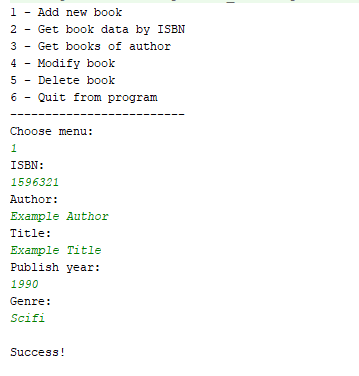 1 - Add new book
2 - Get book data by ISBN
3 - Get books of author
4 - Modify book
5 - Delete book
6 - Quit from program
-------------------------
Choose menu:
1
ISBN:
1596321
Author:
Example Author
Title:
Example Title
Publish year:
1990
Genre:
Scifi
Success!